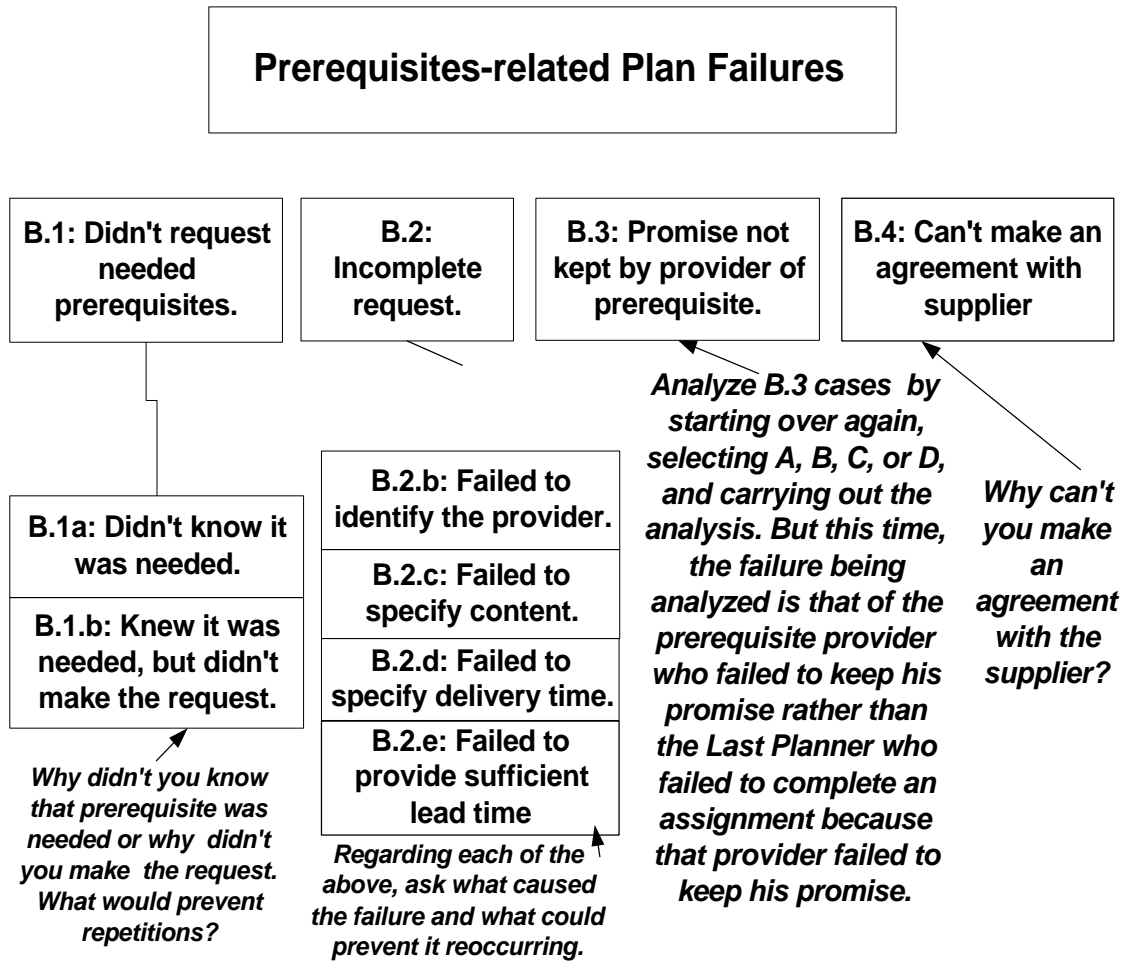 Prerequisites-related Plan Failures
B.1: Didn't request
needed
prerequisites.
B.2:
Incomplete
request.
B.3: Promise not
kept by provider of
prerequisite.
B.4: Can't make an
agreement with
supplier
B.1a: Didn't know it
was needed.
B.1.b: Knew it was
needed, but didn't
make the request.
Why didn't you know
that prerequisite was
needed or why didn't
you make the request.
What would prevent
repetitions?
B.2.b: Failed to
identify the provider.
B.2.c: Failed to
specify content.
B.2.d: Failed to
specify delivery time.
B.2.e: Failed to
provide sufficient
lead time
Regarding each of the
above, ask what caused
the failure and what could
prevent it reoccurring.
Analyze B.3 cases by
starting over again,
selecting A, B, C, or D,
and carrying out the
analysis. But this time,
the failure being
analyzed is that of the
prerequisite provider
who failed to keep his
promise rather than
the Last Planner who
failed to complete an
assignment because
that provider failed to
keep his promise.
Why can't
you make
an
agreement
with the
supplier?